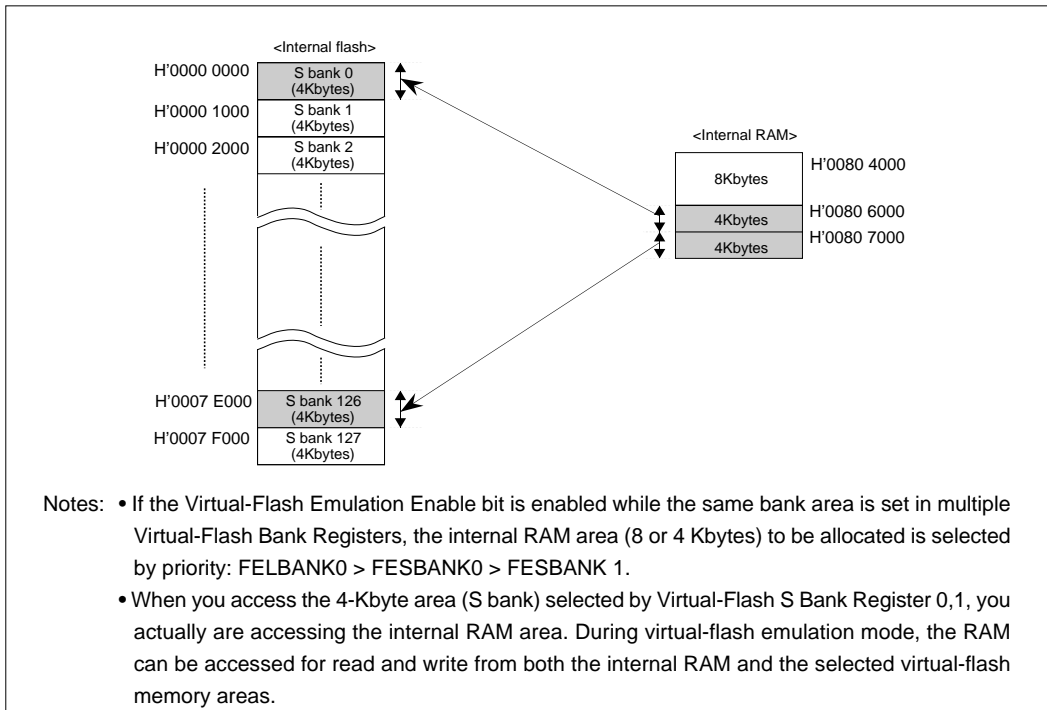 <Internal flash>
H'0000 0000
S bank 0
(4Kbytes)
H'0000 1000
S bank 1
(4Kbytes)
H'0000 2000
S bank 2
(4Kbytes)
H'0007 E000
S bank 126
(4Kbytes)
H'0007 F000
S bank 127
(4Kbytes)
<Internal RAM>
8Kbytes
H'0080 4000
4Kbytes
H'0080 6000
4Kbytes
H'0080 7000
Notes: • If the Virtual-Flash Emulation Enable bit is enabled while the same bank area is set in multiple
Virtual-Flash Bank Registers, the internal RAM area (8 or 4 Kbytes) to be allocated is selected
by priority: FELBANK0 > FESBANK0 > FESBANK 1.
• When you access the 4-Kbyte area (S bank) selected by Virtual-Flash S Bank Register 0,1, you
actually are accessing the internal RAM area. During virtual-flash emulation mode, the RAM
can be accessed for read and write from both the internal RAM and the selected virtual-flash
memory areas.